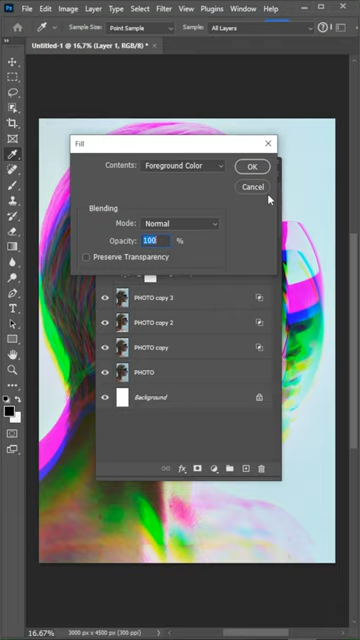 Ps File Edit Image Layer Type Select Filter View Plugins Window Help
Sample Size: Point Sample Sample: All Layers
Untitled-1 @ 16,7% (Layer 1, RGB/8) *
Fill
Contents: Foreground Color OK
Cancel
Blending
Mode: Normal
Opacity: 100 %
Preserve Transparency
PHOTO copy 3
PHOTO copy 2
PHOTO copy
PHOTO
Background
fx
T
16.67% 3000 px x 4500 px (300 ppi)